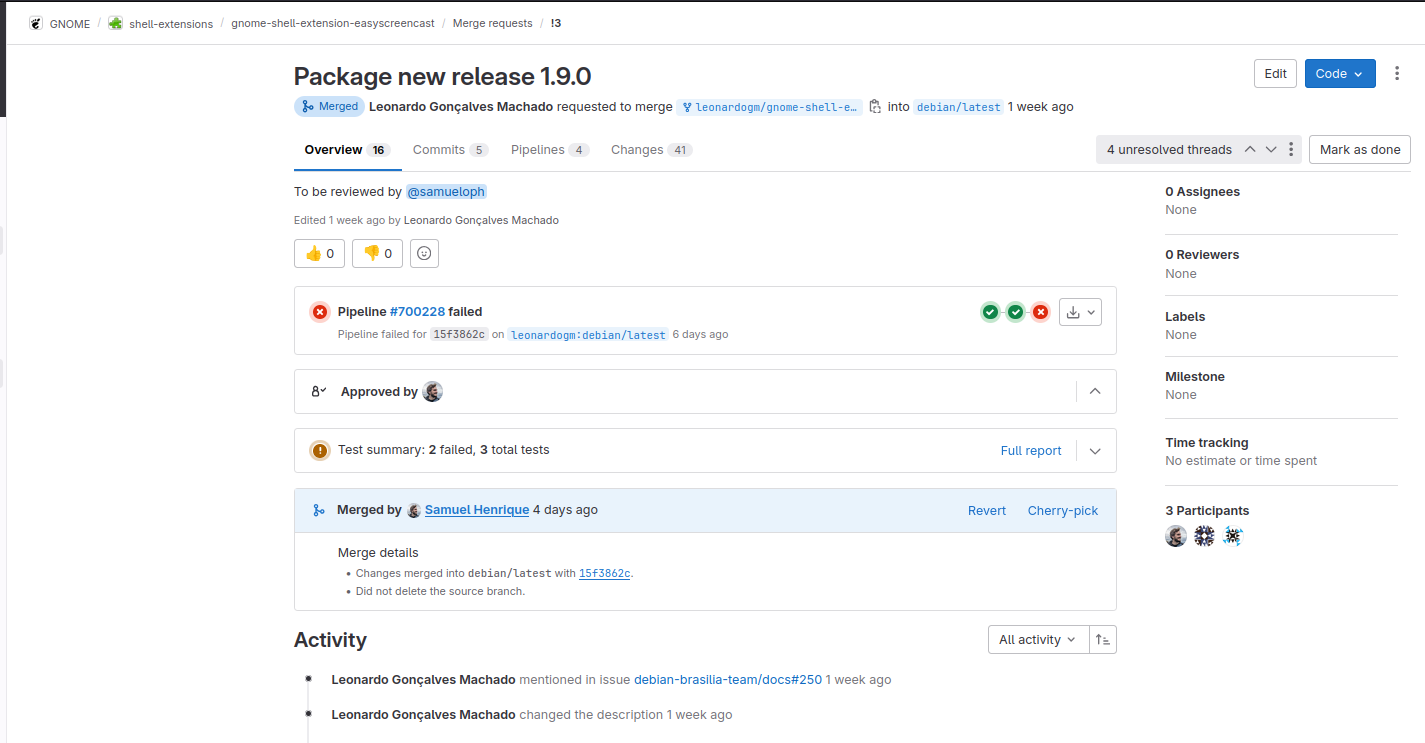 GNOME / shell-extensions / gnome-shell-extension-easyscreencast / Merge requests / !3
Package new release 1.9.0
Edit Code
Merged Leonardo Gonçalves Machado requested to merge leonardogm/gnome-shell-e… into debian/latest 1 week ago
Overview 16 Commits 5 Pipelines 4 Changes 41
4 unresolved threads Mark as done
To be reviewed by @samueloph
Edited 1 week ago by Leonardo Gonçalves Machado
👍 0 👎 0
Pipeline #700228 failed
Pipeline failed for 15f3862c on leonardogm:debian/latest 6 days ago
Approved by
Test summary: 2 failed, 3 total tests Full report
Merged by Samuel Henrique 4 days ago Revert Cherry-pick
Merge details
• Changes merged into debian/latest with 15f3862c.
• Did not delete the source branch.
Activity
All activity
Leonardo Gonçalves Machado mentioned in issue debian-brasilia-team/docs#250 1 week ago
Leonardo Gonçalves Machado changed the description 1 week ago
0 Assignees
None
0 Reviewers
None
Labels
None
Milestone
None
Time tracking
No estimate or time spent
3 Participants